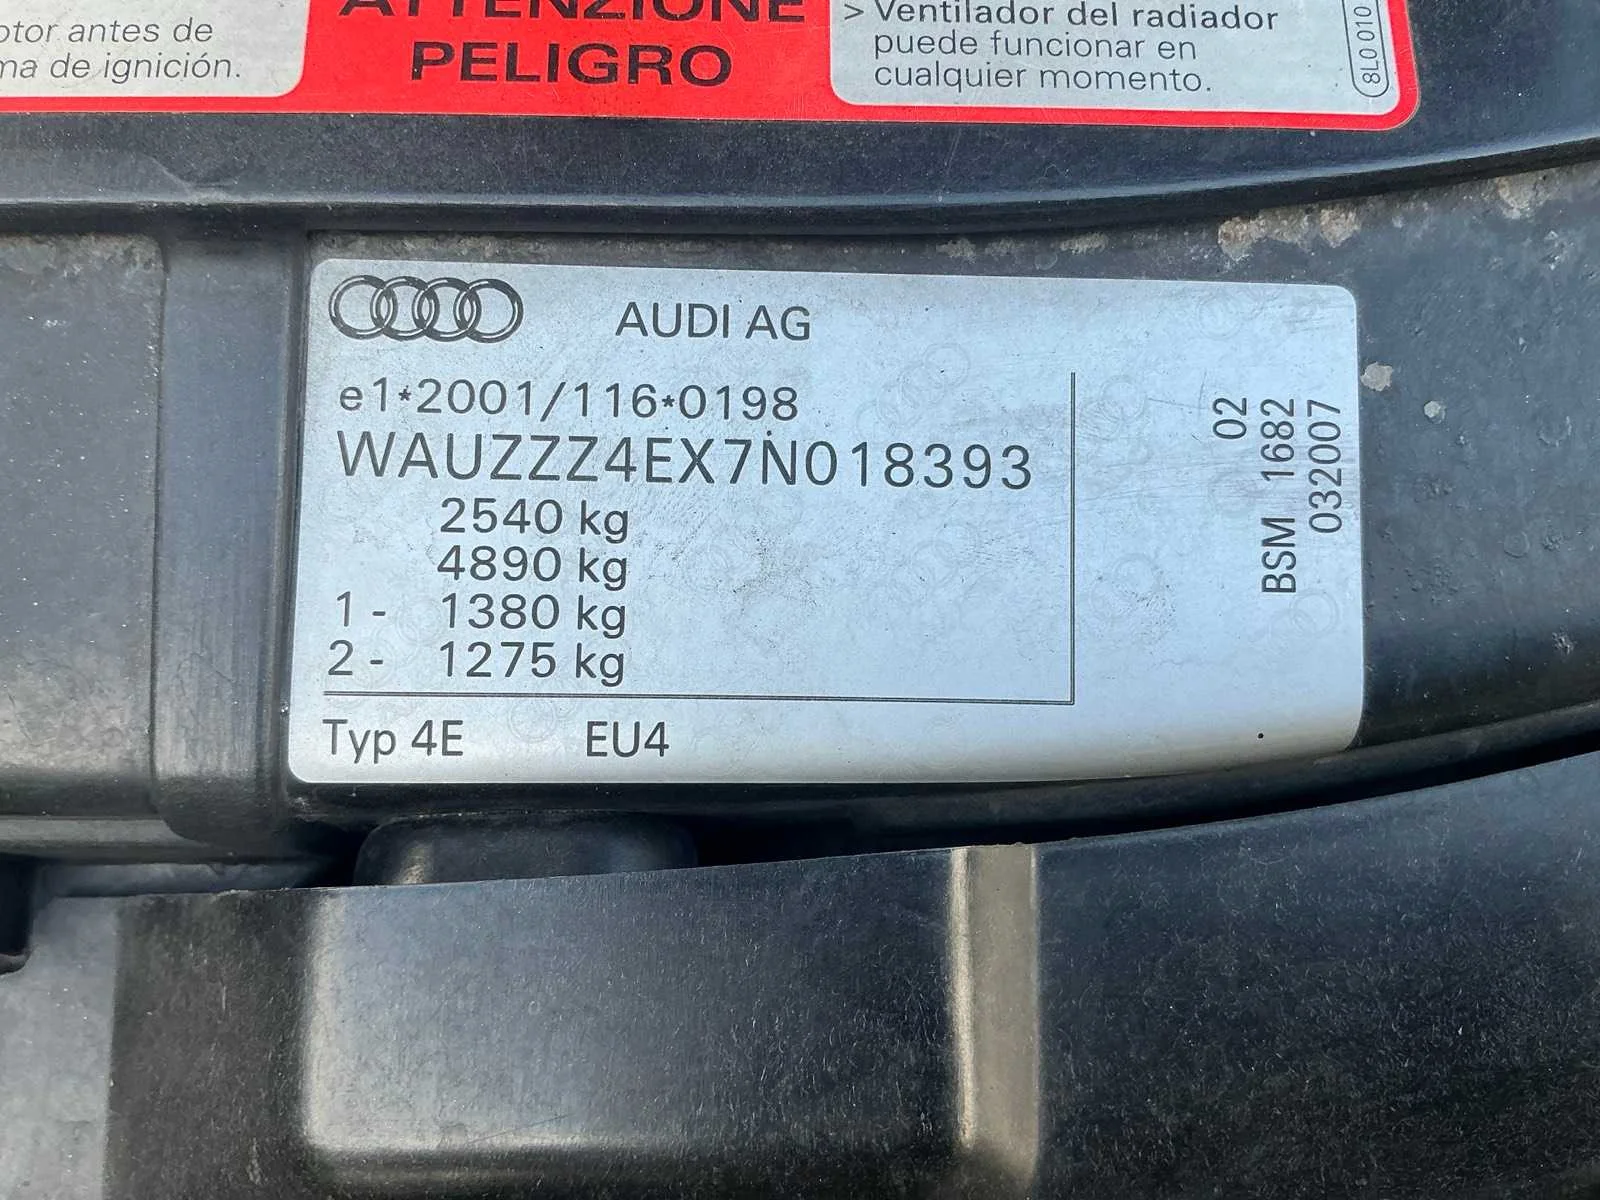 otor antes de
ma de ignición.
ATTENZIONE
PELIGRO
> Ventilador del radiador
puede funcionar en
cualquier momento.
8L0 010
AUDI AG
e1*2001/116*0198
WAUZZZ4EX7N018393
2540 kg
4890 kg
1 - 1380 kg
2 - 1275 kg
Typ 4E EU4
02
BSM 1682
0322007